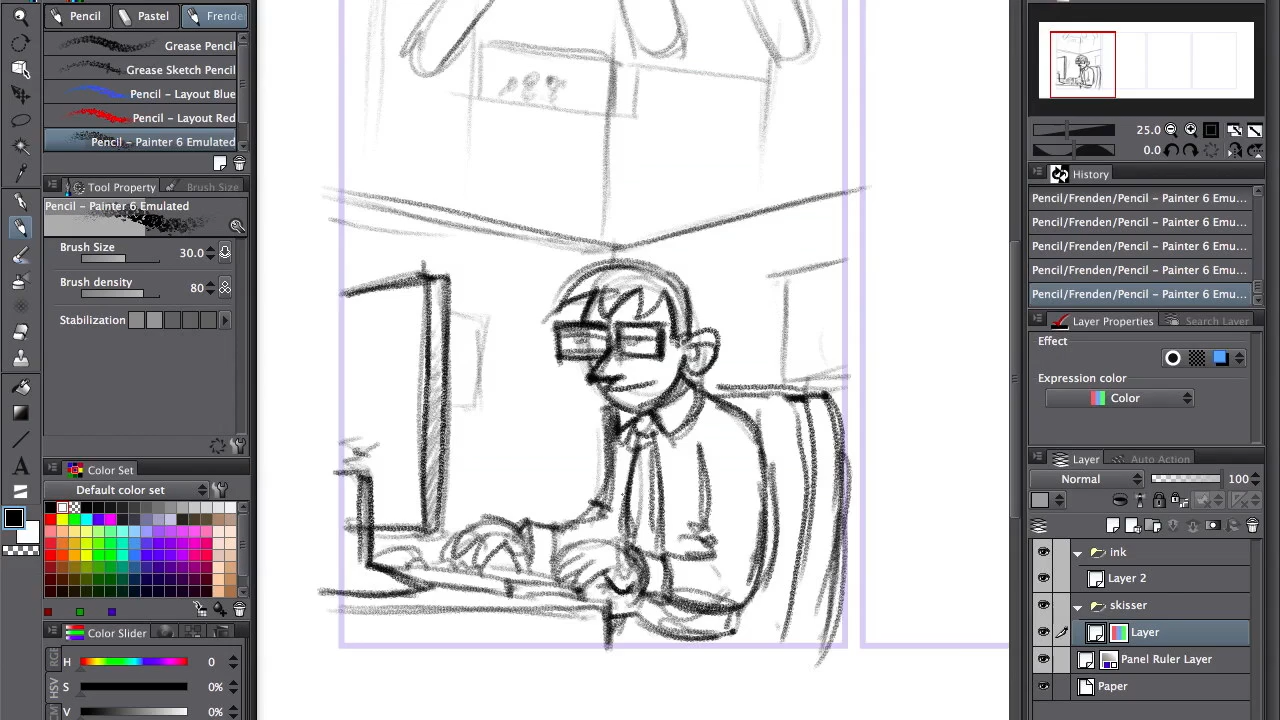 Pencil Pastel Frende
Grease Pencil
Grease Sketch Pencil
Pencil - Layout Blue
Pencil - Layout Red
Pencil - Painter 6 Emulated
Tool Property Brush Size
Pencil - Painter 6 Emulated
Brush Size 30.0
Brush density 80
Stabilization
Color Set
Default color set
Color Slider
RGB
HSV
CM
H 0
S 0%
V 0%
25.0
0.0
History
Pencil/Frenden/Pencil - Painter 6 Emu...
Pencil/Frenden/Pencil - Painter 6 Emu...
Pencil/Frenden/Pencil - Painter 6 Emu...
Pencil/Frenden/Pencil - Painter 6 Emu...
Pencil/Frenden/Pencil - Painter 6 Emu...
Layer Properties Search Layer
Effect
Expression color
Color
Layer Auto Action
Normal 100
ink
Layer 2
skisser
Layer
Panel Ruler Layer
Paper